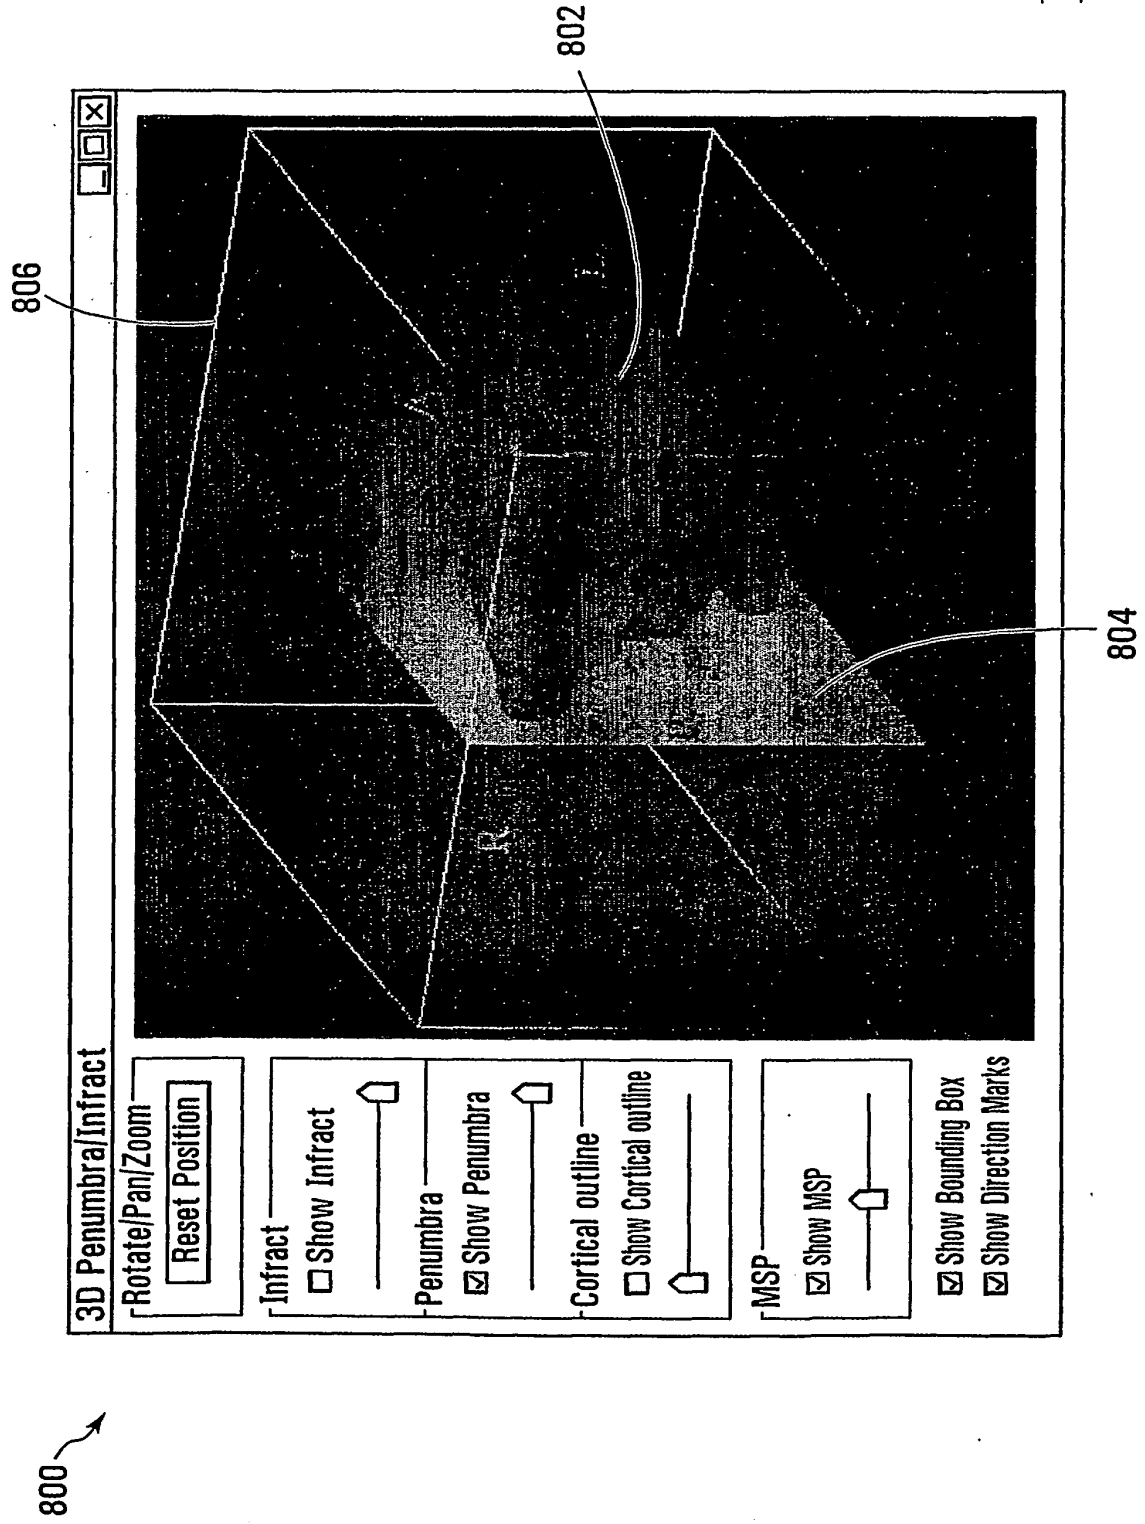 800
3D Penumbra/Infract
Rotate/Pan/Zoom
Reset Position
Infract
Show Infract
Penumbra
Show Penumbra
Cortical outline
Show Cortical outline
MSP
Show MSP
Show Bounding Box
Show Direction Marks
R
L
806
802
804